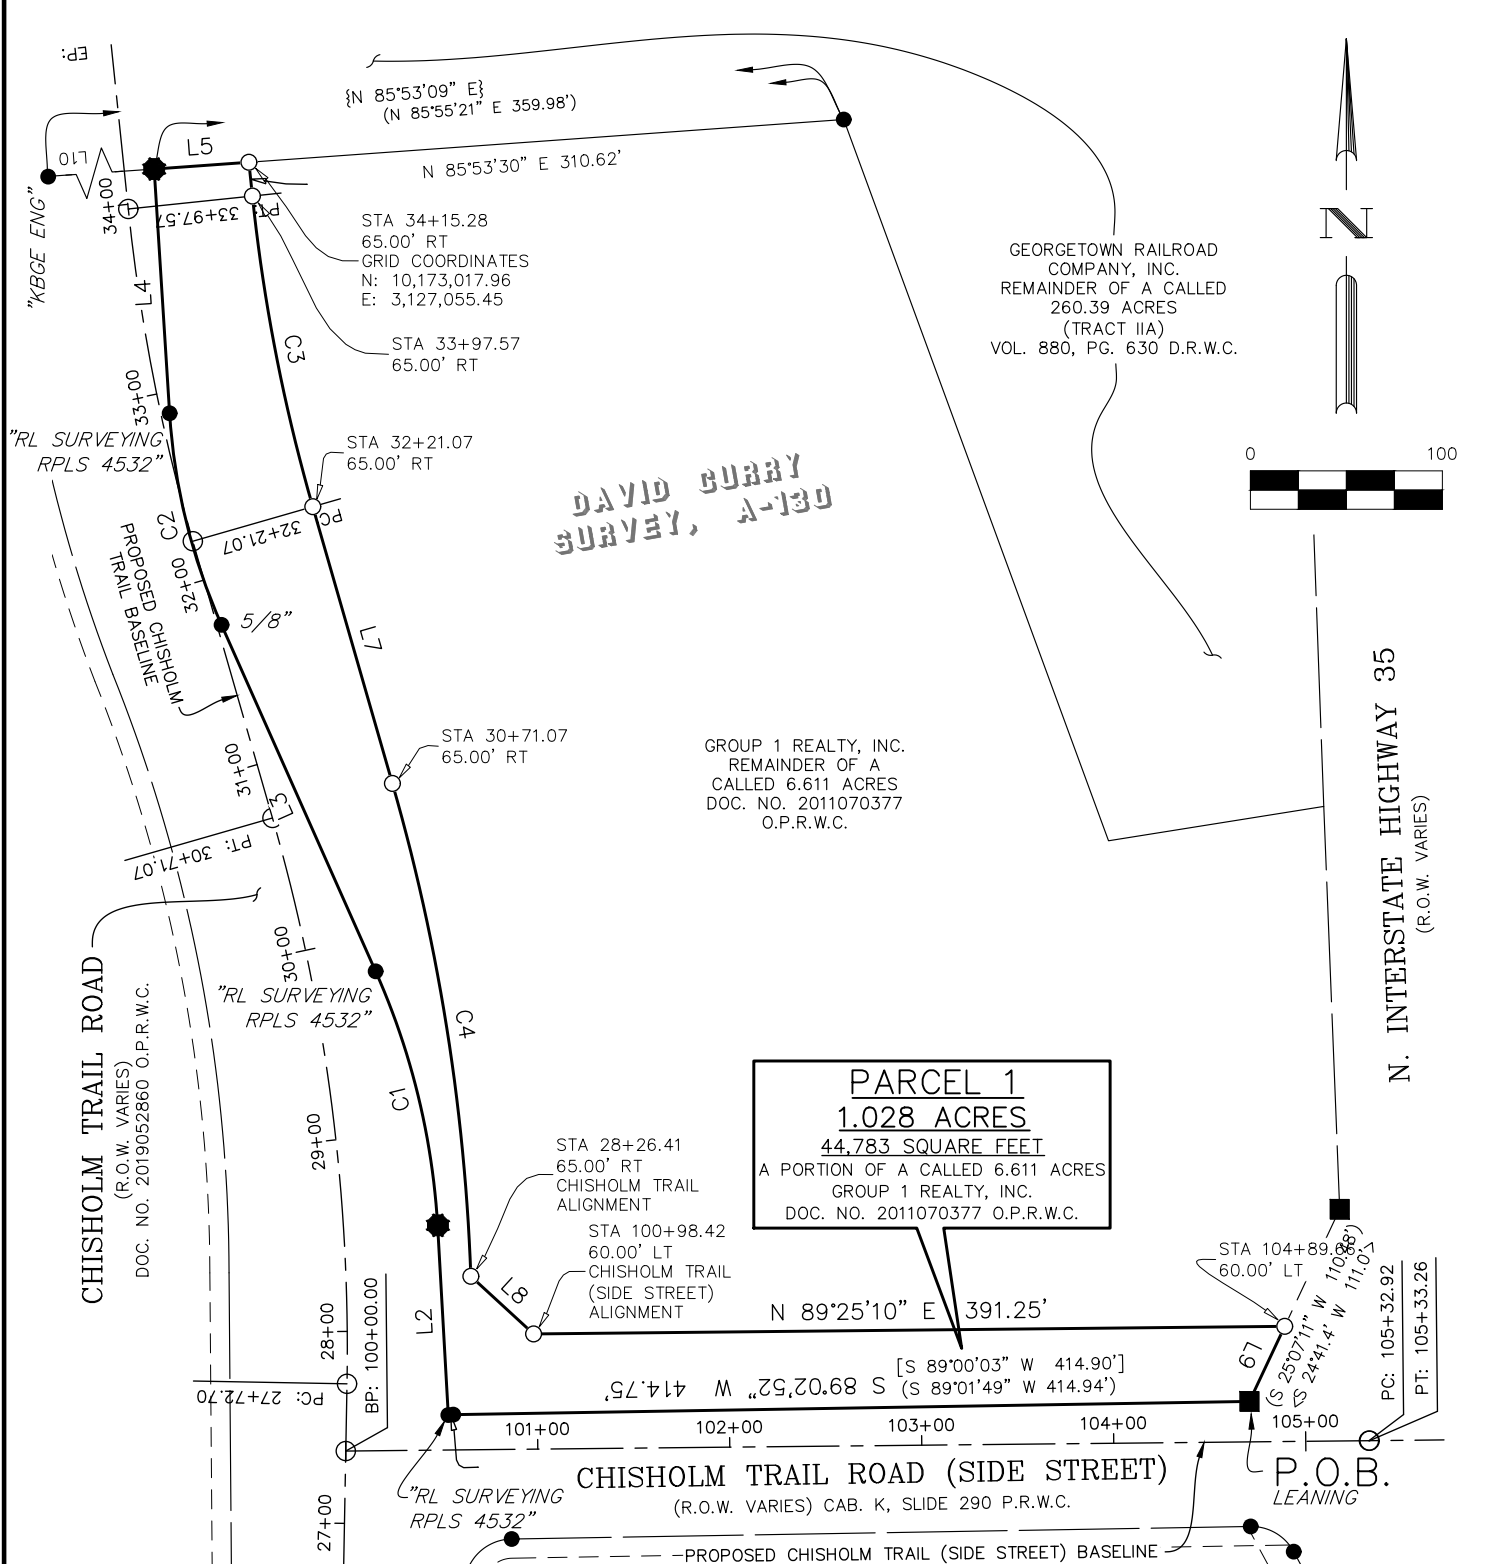 EP:
L10
L5
{N 85°53'09" E}
(N 85°55'21" E 359.98')
N 85°53'30" E 310.62'
"KBGE ENG"
34+00
33+97.57
PT:
STA 34+15.28
65.00' RT
GRID COORDINATES
N: 10,173,017.96
E: 3,127,055.45
STA 33+97.57
65.00' RT
L4
C3
33+00
"RL SURVEYING
RPLS 4532"
STA 32+21.07
65.00' RT
C2
PC
32+21.07
32+00
PROPOSED CHISHOLM
TRAIL BASELINE
5/8"
L7
DAVID CURRY
SURVEY, A-130
GEORGETOWN RAILROAD
COMPANY, INC.
REMAINDER OF A CALLED
260.39 ACRES
(TRACT IIA)
VOL. 880, PG. 630 D.R.W.C.
N
0 100
N. INTERSTATE HIGHWAY 35
(R.O.W. VARIES)
STA 30+71.07
65.00' RT
GROUP 1 REALTY, INC.
REMAINDER OF A
CALLED 6.611 ACRES
DOC. NO. 2011070377
O.P.R.W.C.
31+00
L3
PT: 30+71.07
30+00
"RL SURVEYING
RPLS 4532"
CHISHOLM TRAIL ROAD
(R.O.W. VARIES)
DOC. NO. 2019052860 O.P.R.W.C.
C4
C1
29+00
PARCEL 1
1.028 ACRES
44,783 SQUARE FEET
A PORTION OF A CALLED 6.611 ACRES
GROUP 1 REALTY, INC.
DOC. NO. 2011070377 O.P.R.W.C.
STA 28+26.41
65.00' RT
CHISHOLM TRAIL
ALIGNMENT
STA 100+98.42
60.00' LT
CHISHOLM TRAIL
(SIDE STREET)
ALIGNMENT
L8
L2
28+00
BP: 100+00.00
PC: 27+72.70
27+00
N 89°25'10" E 391.25'
STA 104+89.66
60.00' LT
L9
(S 25°07'11" W
<S 24°41.4' W 111.0'>
PC: 105+32.92
PT: 105+33.26
[S 89°00'03" W 414.90']
(S 89°01'49" W 414.94')
S 89°02'52" W 414.75'
101+00
102+00
103+00
104+00
105+00
CHISHOLM TRAIL ROAD (SIDE STREET)
(R.O.W. VARIES) CAB. K, SLIDE 290 P.R.W.C.
P.O.B.
LEANING
"RL SURVEYING
RPLS 4532"
PROPOSED CHISHOLM TRAIL (SIDE STREET) BASELINE